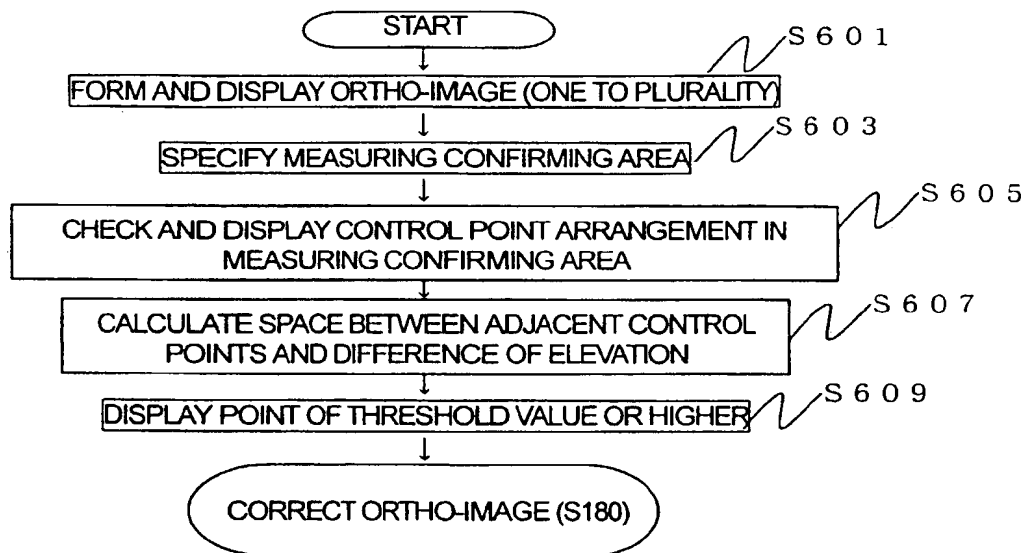 START
S601
FORM AND DISPLAY ORTHO-IMAGE (ONE TO PLURALITY)
S603
SPECIFY MEASURING CONFIRMING AREA
S605
CHECK AND DISPLAY CONTROL POINT ARRANGEMENT IN
MEASURING CONFIRMING AREA
S607
CALCULATE SPACE BETWEEN ADJACENT CONTROL
POINTS AND DIFFERENCE OF ELEVATION
S609
DISPLAY POINT OF THRESHOLD VALUE OR HIGHER
CORRECT ORTHO-IMAGE (S180)